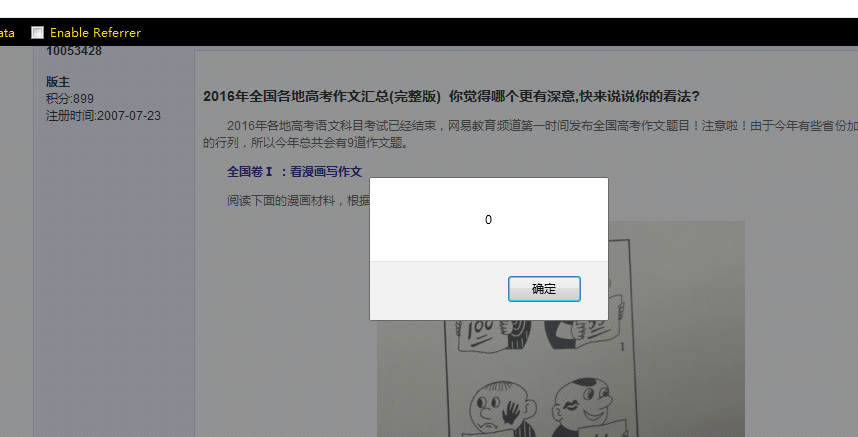 ata Enable Referrer
10053428
版主
积分:899
注册时间:2007-07-23
2016年全国各地高考作文汇总(完整版) 你觉得哪个更有深意,快来说说你的看法?
2016年各地高考语文科目考试已经结束，网易教育频道第一时间发布全国高考作文题目！注意啦！由于今年有些省份加
的行列，所以今年总共会有9道作文题。
全国卷Ⅰ ：看漫画写作文
阅读下面的漫画材料，根据
0
确定
100
1